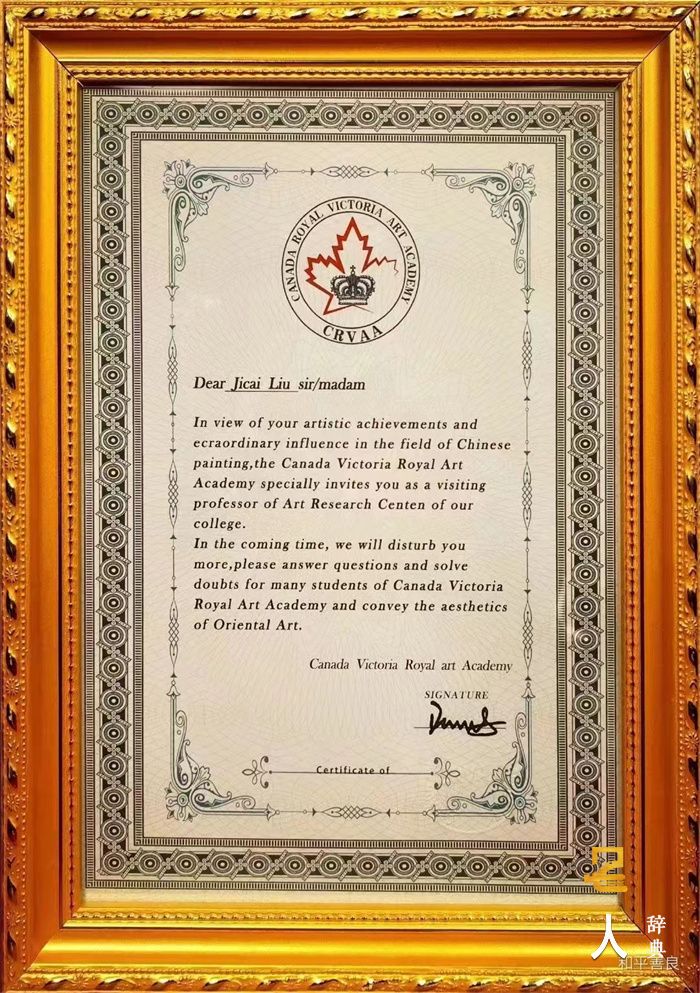 CANADA ROYAL VICTORIA ART ACADEMY
CRVAA
Dear Jicai Liu sir/madam
In view of your artistic achievements and
ecraordinary influence in the field of Chinese
painting,the Canada Victoria Royal Art
Academy specially invites you as a visiting
professor of Art Research Centen of our
college.
In the coming time, we will disturb you
more,please answer questions and solve
doubts for many students of Canada Victoria
Royal Art Academy and convey the aesthetics
of Oriental Art.
Canada Victoria Royal art Academy
SIGNATURE
Certificate of
人
辞典
和平善良